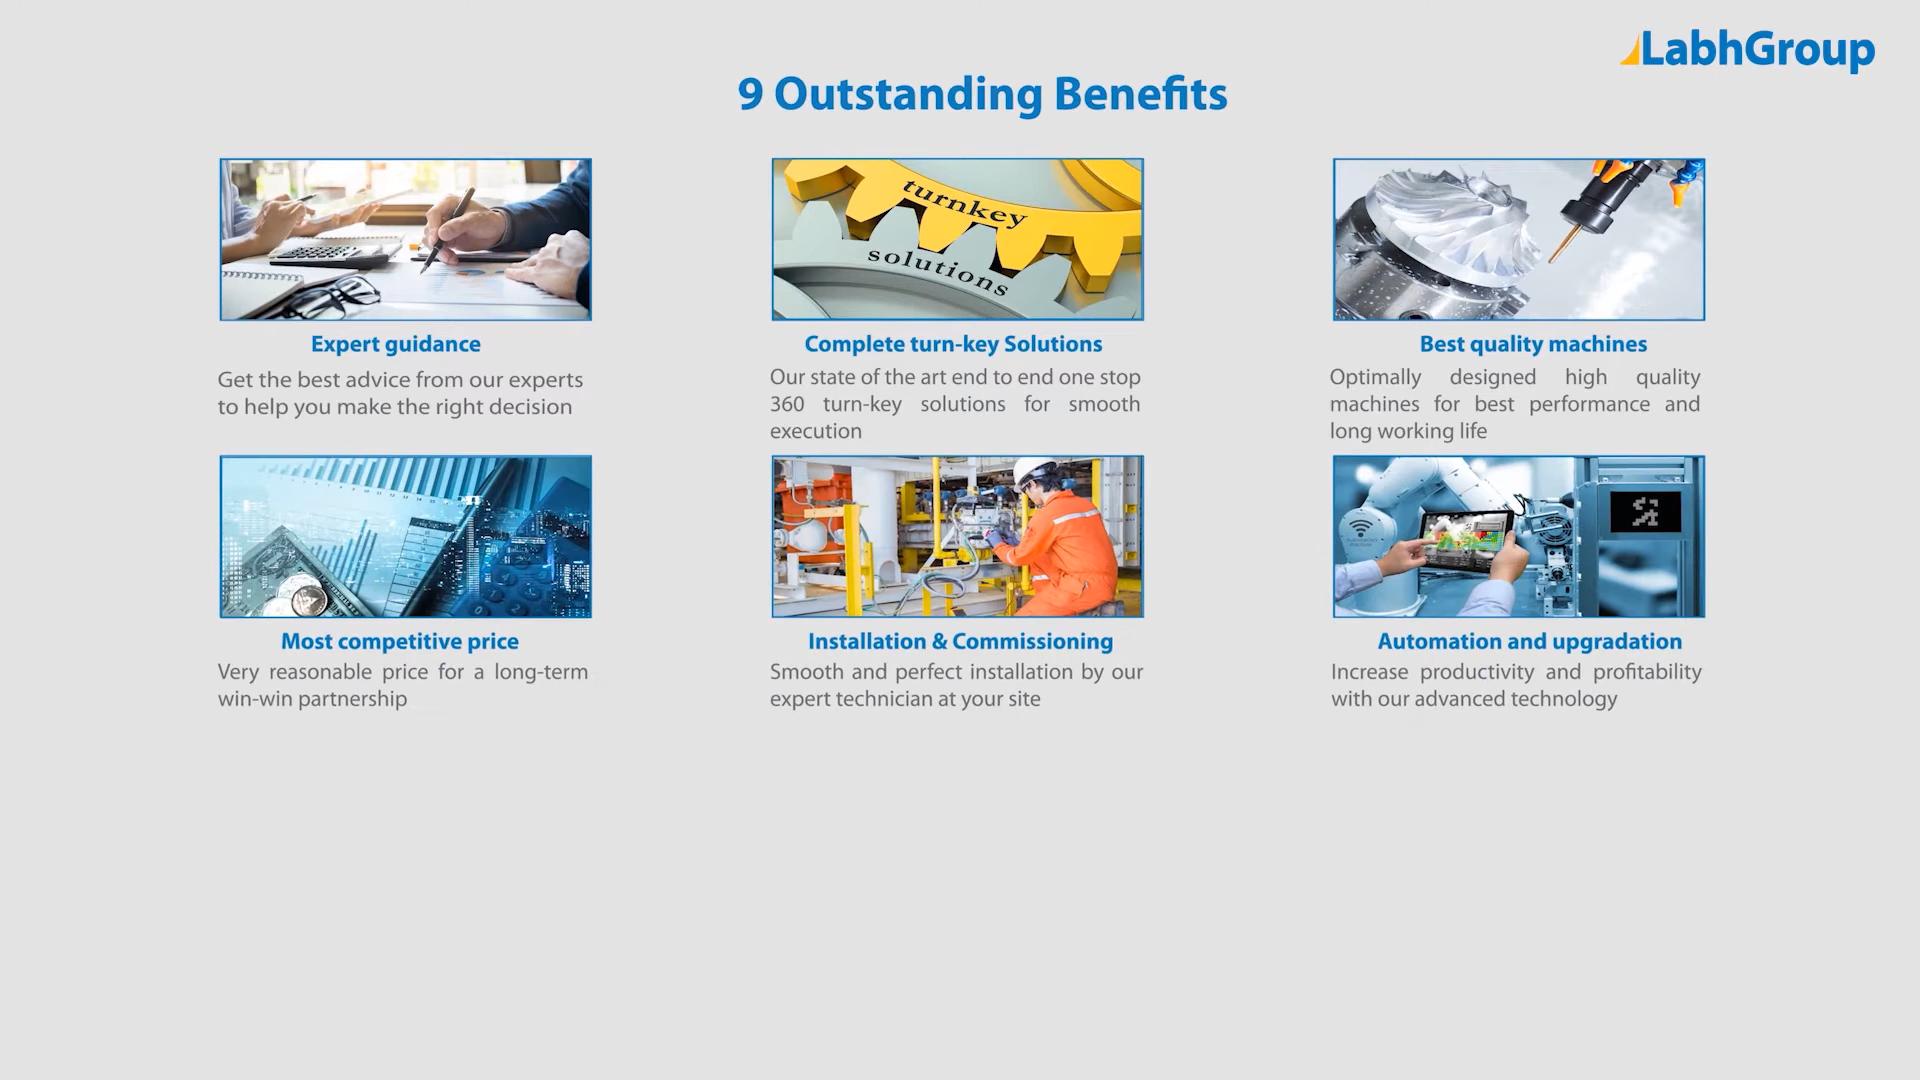 LabhGroup
9 Outstanding Benefits
turnkey
solutions
Expert guidance
Get the best advice from our experts
to help you make the right decision
Complete turn-key Solutions
Our state of the art end to end one stop
360 turn-key solutions for smooth
execution
Best quality machines
Optimally designed high quality
machines for best performance and
long working life
Most competitive price
Very reasonable price for a long-term
win-win partnership
Installation & Commissioning
Smooth and perfect installation by our
expert technician at your site
Automation and upgradation
Increase productivity and profitability
with our advanced technology